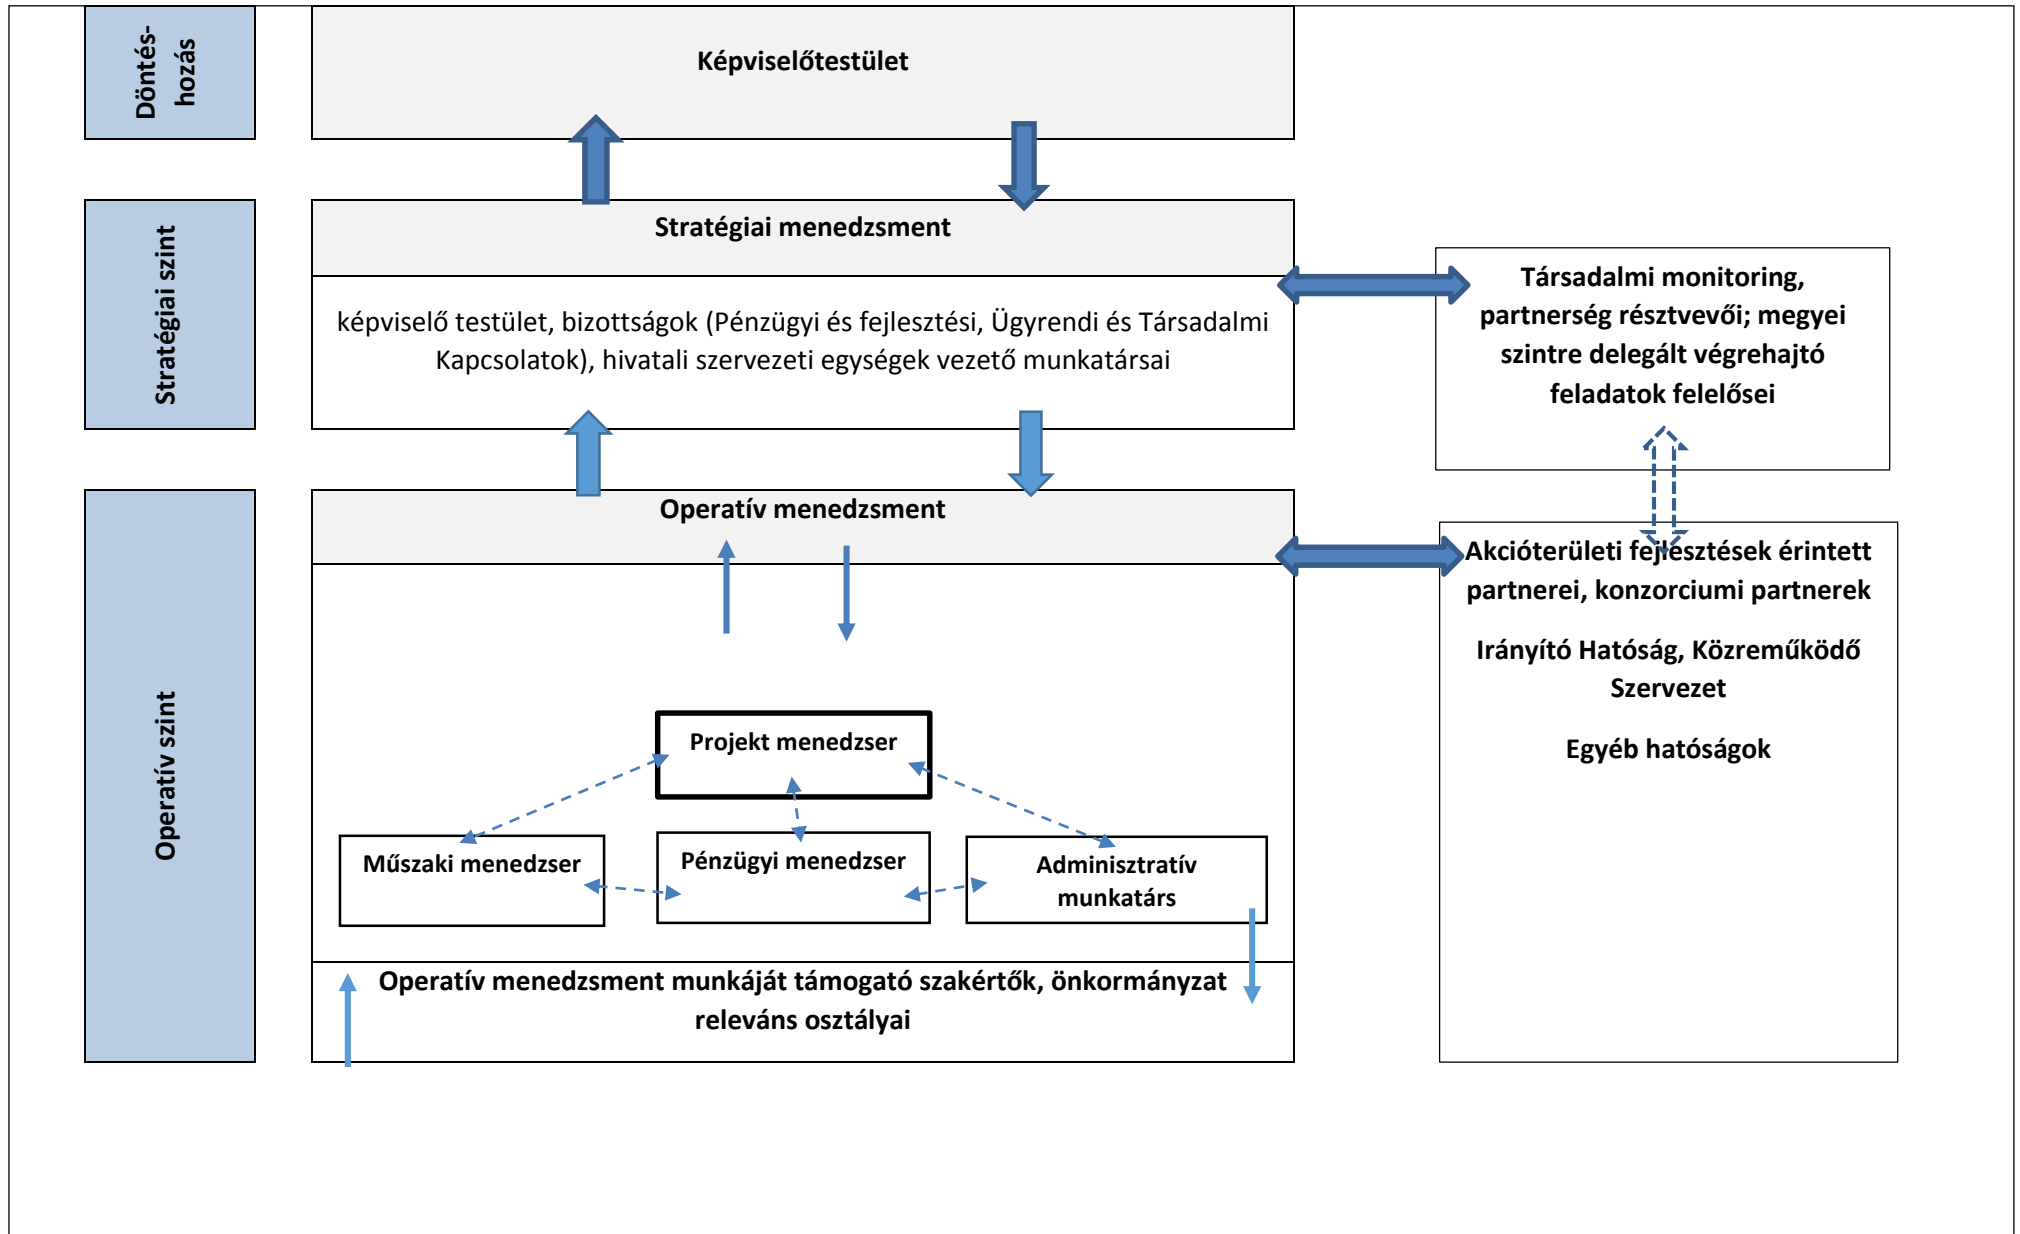 Döntés-
hozás
Képviselőtestület
Stratégiai szint
Stratégiai menedzsment
képviselő testület, bizottságok (Pénzügyi és fejlesztési, Ügyrendi és Társadalmi
Kapcsolatok), hivatali szervezeti egységek vezető munkatársai
Társadalmi monitoring,
partnerség résztvevői; megyei
szintre delegált végrehajtó
feladatok felelősei
Operatív szint
Operatív menedzsment
Projekt menedzser
Műszaki menedzser
Pénzügyi menedzser
Adminisztratív
munkatárs
Operatív menedzsment munkáját támogató szakértők, önkormányzat
releváns osztályai
Akcióterületi fejlesztések érintett
partnerei, konzorciumi partnerek
Irányító Hatóság, Közreműködő
Szervezet
Egyéb hatóságok